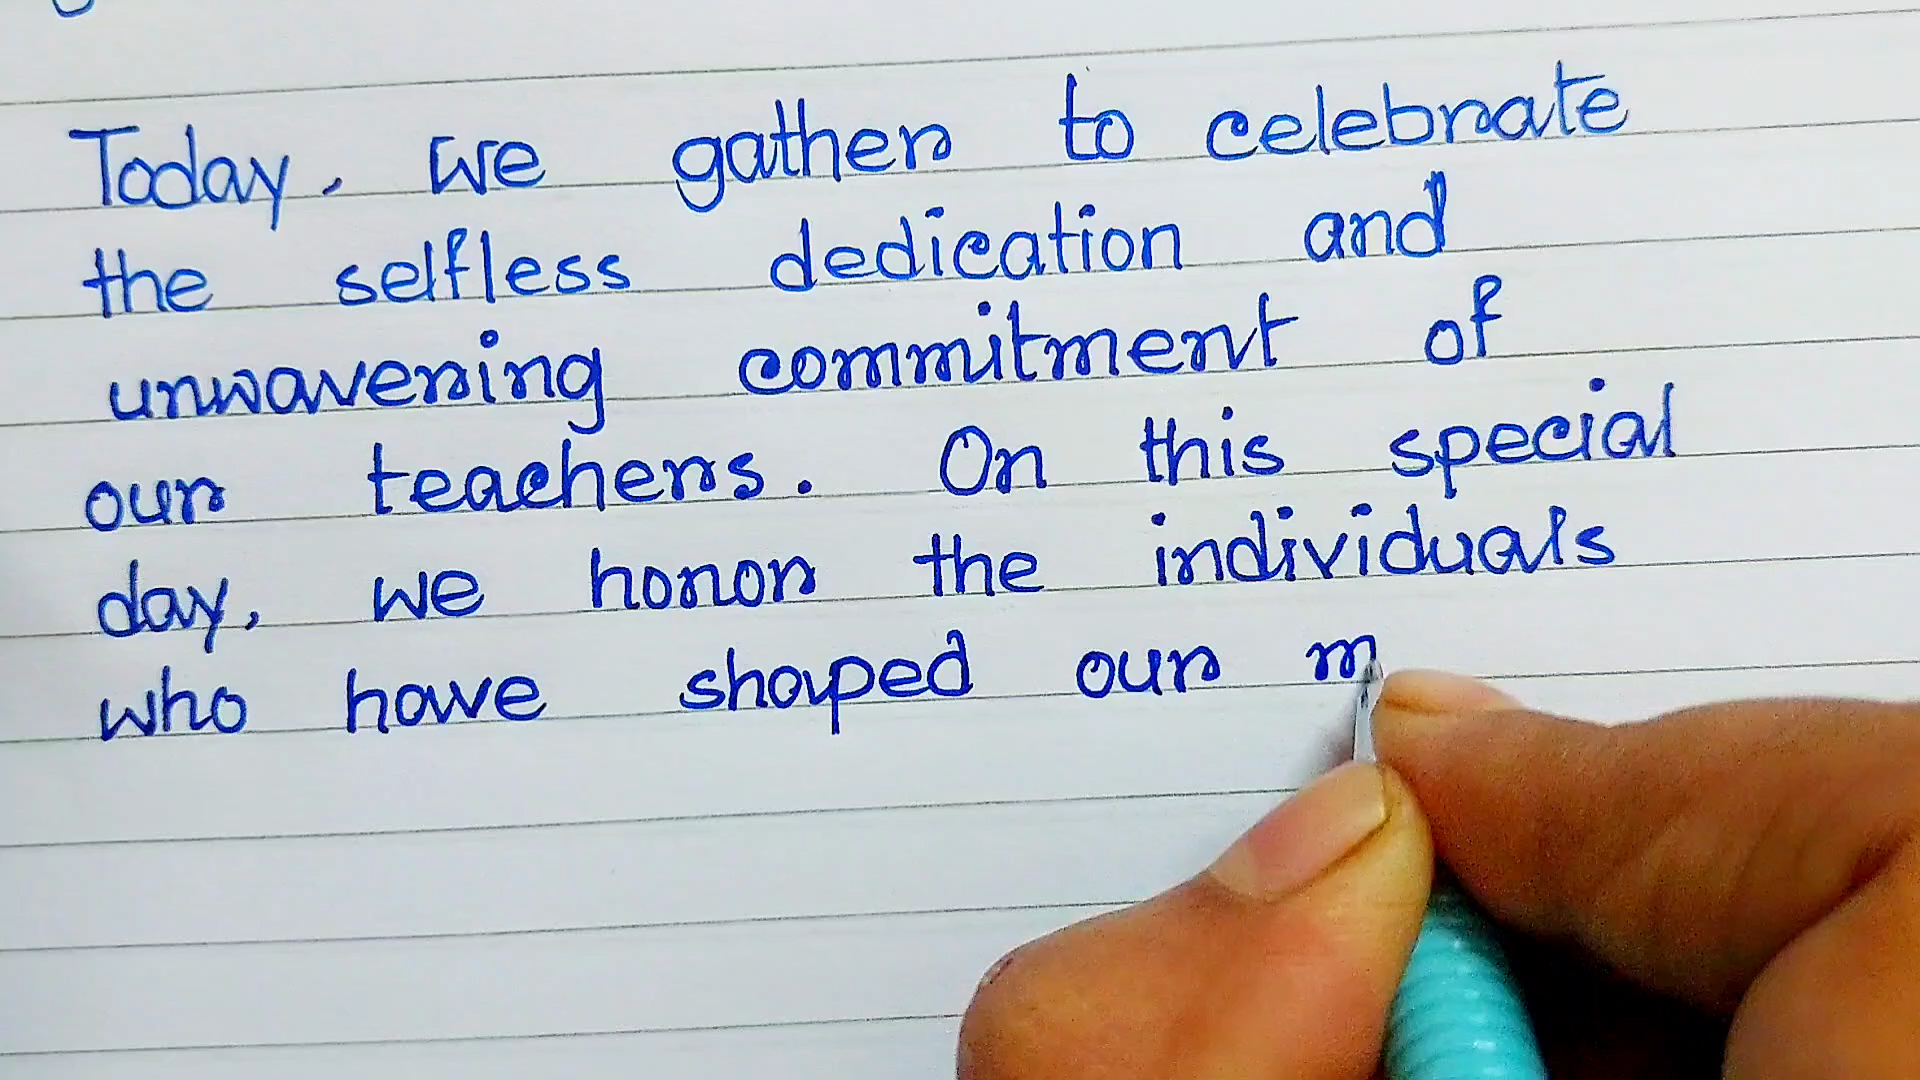 Today, we gather to celebrate
the selfless dedication and
unwavering commitment of
our teachers. On this special
day, we honor the individuals
who have shaped our m